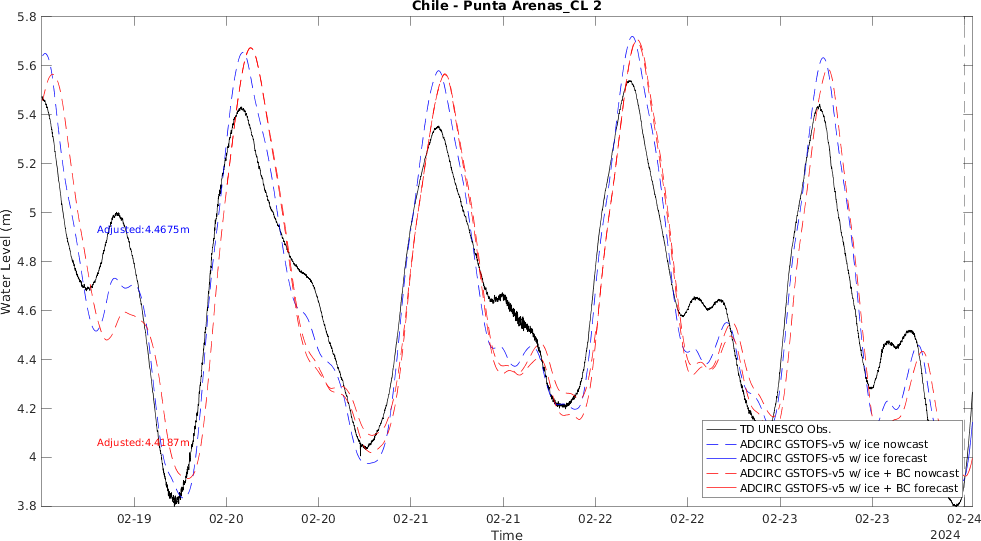 Chile - Punta Arenas_CL 2
Water Level (m)
5.8
5.6
5.4
5.2
5
4.8
4.6
4.4
4.2
4
3.8
Adjusted:4.4675m
Adjusted:4.4187m
TD UNESCO Obs.
ADCIRC GSTOFS-v5 w/ ice nowcast
ADCIRC GSTOFS-v5 w/ ice forecast
ADCIRC GSTOFS-v5 w/ ice + BC nowcast
ADCIRC GSTOFS-v5 w/ ice + BC forecast
02-19 02-20 02-20 02-21 02-21 02-22 02-22 02-23 02-23 02-24
Time
2024